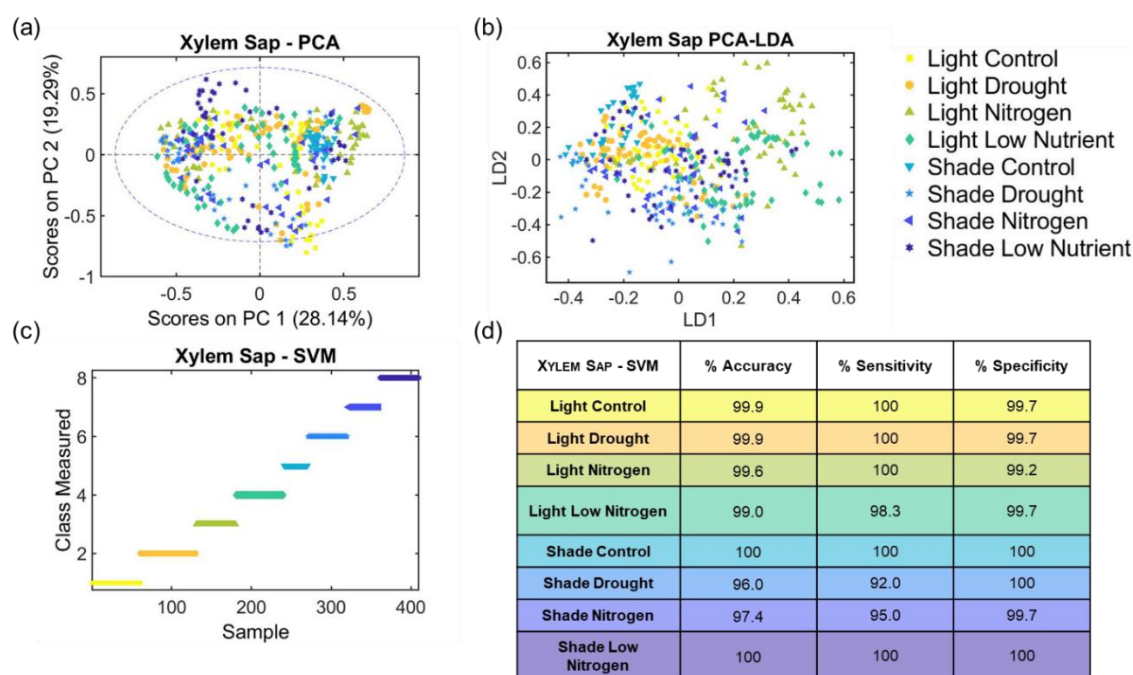 (a)
Xylem Sap - PCA
Scores on PC 2 (19.29%)
0.5
0
-0.5
-1
-0.5
0
0.5
Scores on PC 1 (28.14%)
(b)
Xylem Sap PCA-LDA
LD2
0.6
0.4
0.2
0
-0.2
-0.4
-0.6
-0.4
-0.2
0
0.2
0.4
0.6
LD1
Light Control
Light Drought
Light Nitrogen
Light Low Nutrient
Shade Control
Shade Drought
Shade Nitrogen
Shade Low Nutrient
(c)
Xylem Sap - SVM
Class Measured
8
6
4
2
100
200
300
400
Sample
(d)
XYLEM SAP - SVM % Accuracy % Sensitivity % Specificity
Light Control 99.9 100 99.7
Light Drought 99.9 100 99.7
Light Nitrogen 99.6 100 99.2
Light Low Nitrogen 99.0 98.3 99.7
Shade Control 100 100 100
Shade Drought 96.0 92.0 100
Shade Nitrogen 97.4 95.0 99.7
Shade Low
Nitrogen 100 100 100